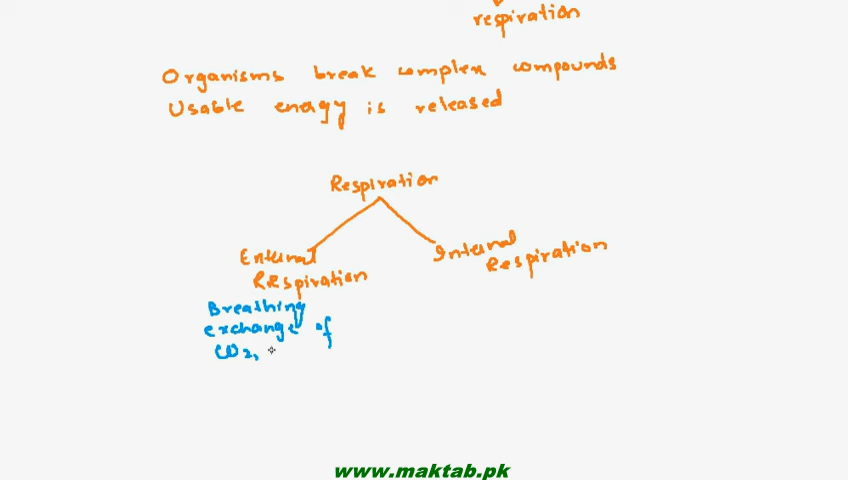 respiration
Organisms break complex compounds
Usable energy is released
Respiration
External
Respiration
Internal
Respiration
Breathing
exchange of
CO2,
www.maktab.pk